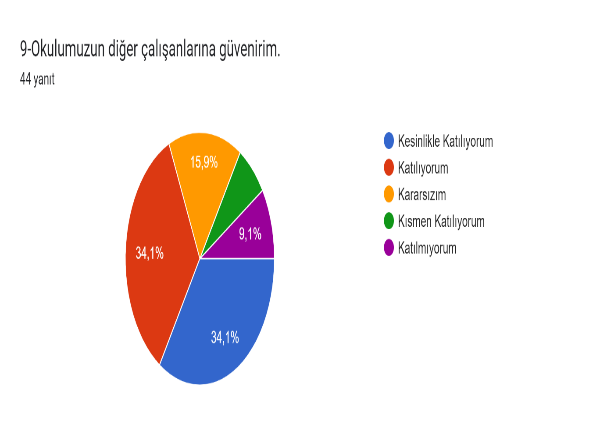 9-Okulumuzun diğer çalışanlarına güvenirim.
44 yanıt
Kesinlikle Katılıyorum
Katılıyorum
Kararsızım
Kısmen Katılıyorum
Katılmıyorum
15,9%
9,1%
34,1%
34,1%